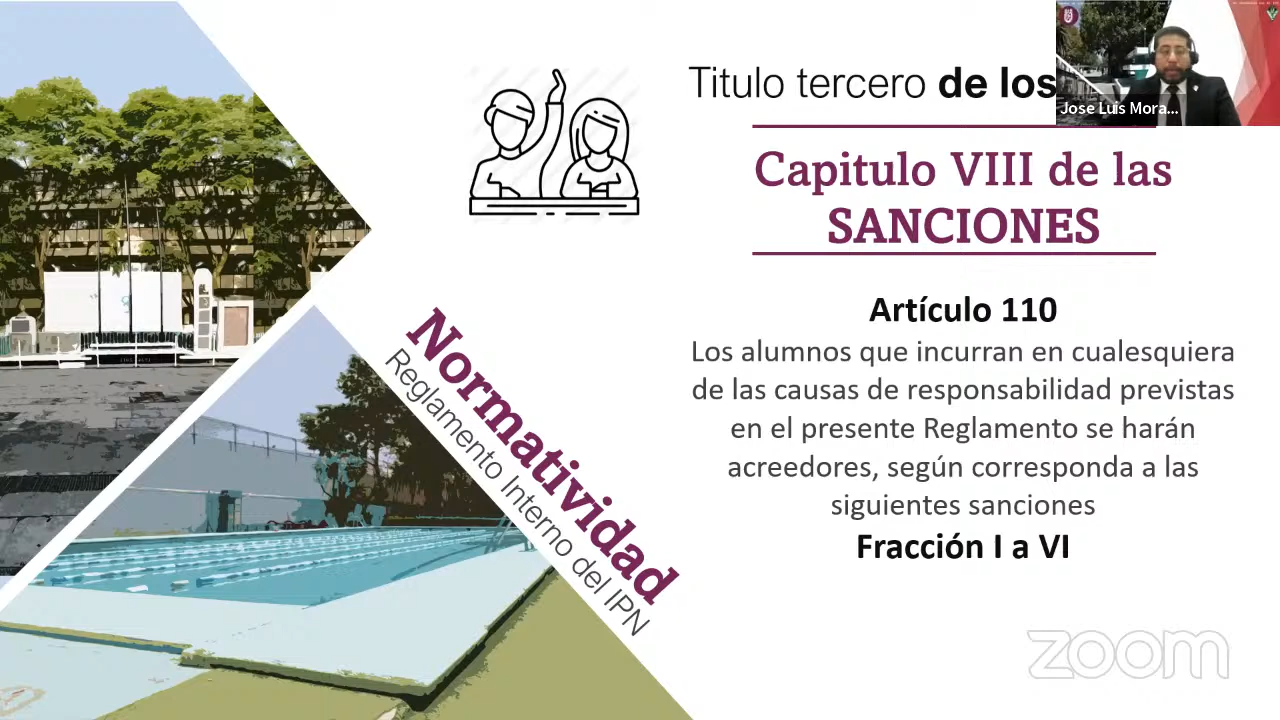 Titulo tercero de los
Jose Luis Mora...
Capitulo VIII de las
SANCIONES
Artículo 110
Los alumnos que incurran en cualesquiera
de las causas de responsabilidad previstas
en el presente Reglamento se harán
acreedores, según corresponda a las
siguientes sanciones
Fracción I a VI
Normatividad
Reglamento Interno del IPN
zoom